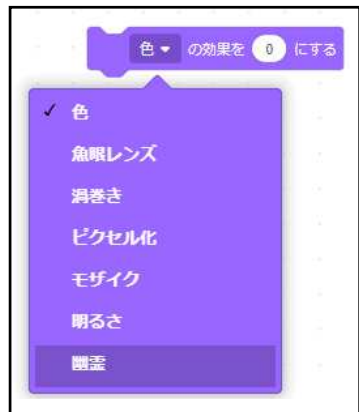 色 の効果を 0 にする
✓ 色
魚眼レンズ
渦巻き
ピクセル化
モザイク
明るさ
幽霊